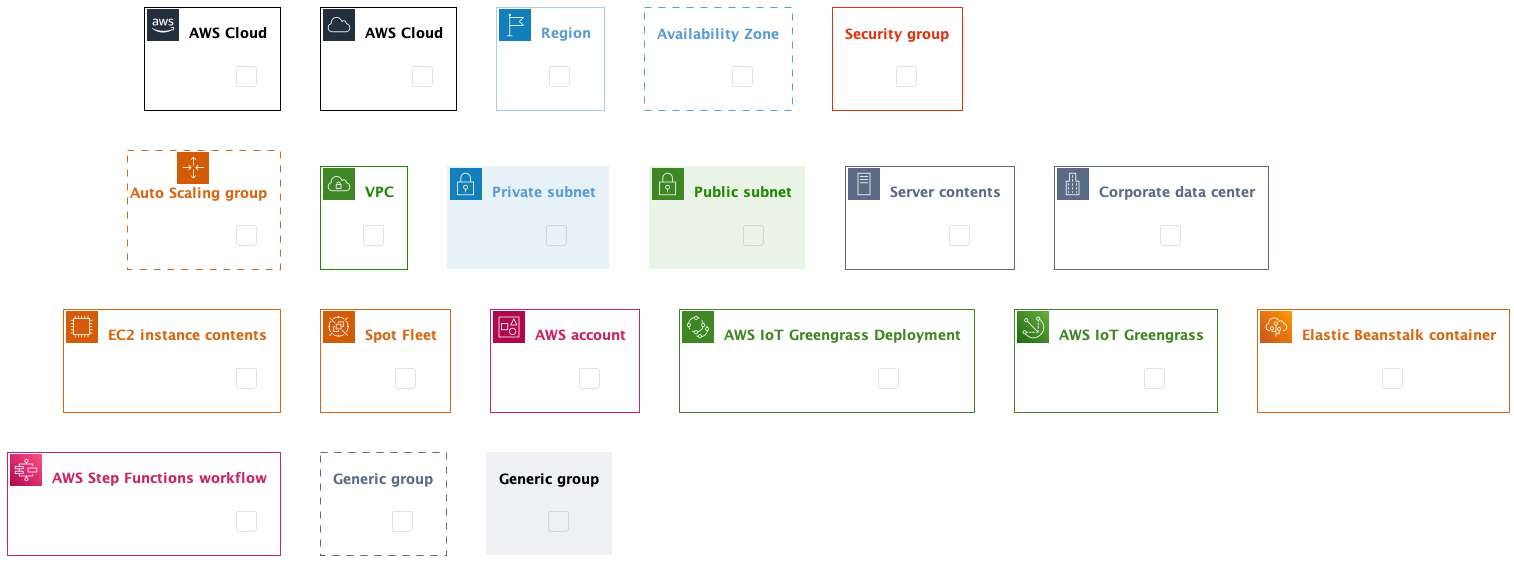 aws
AWS Cloud
AWS Cloud
Region
Availability Zone
Security group
Auto Scaling group
VPC
Private subnet
Public subnet
Server contents
Corporate data center
EC2 instance contents
Spot Fleet
AWS account
AWS IoT Greengrass Deployment
AWS IoT Greengrass
Elastic Beanstalk container
AWS Step Functions workflow
Generic group
Generic group